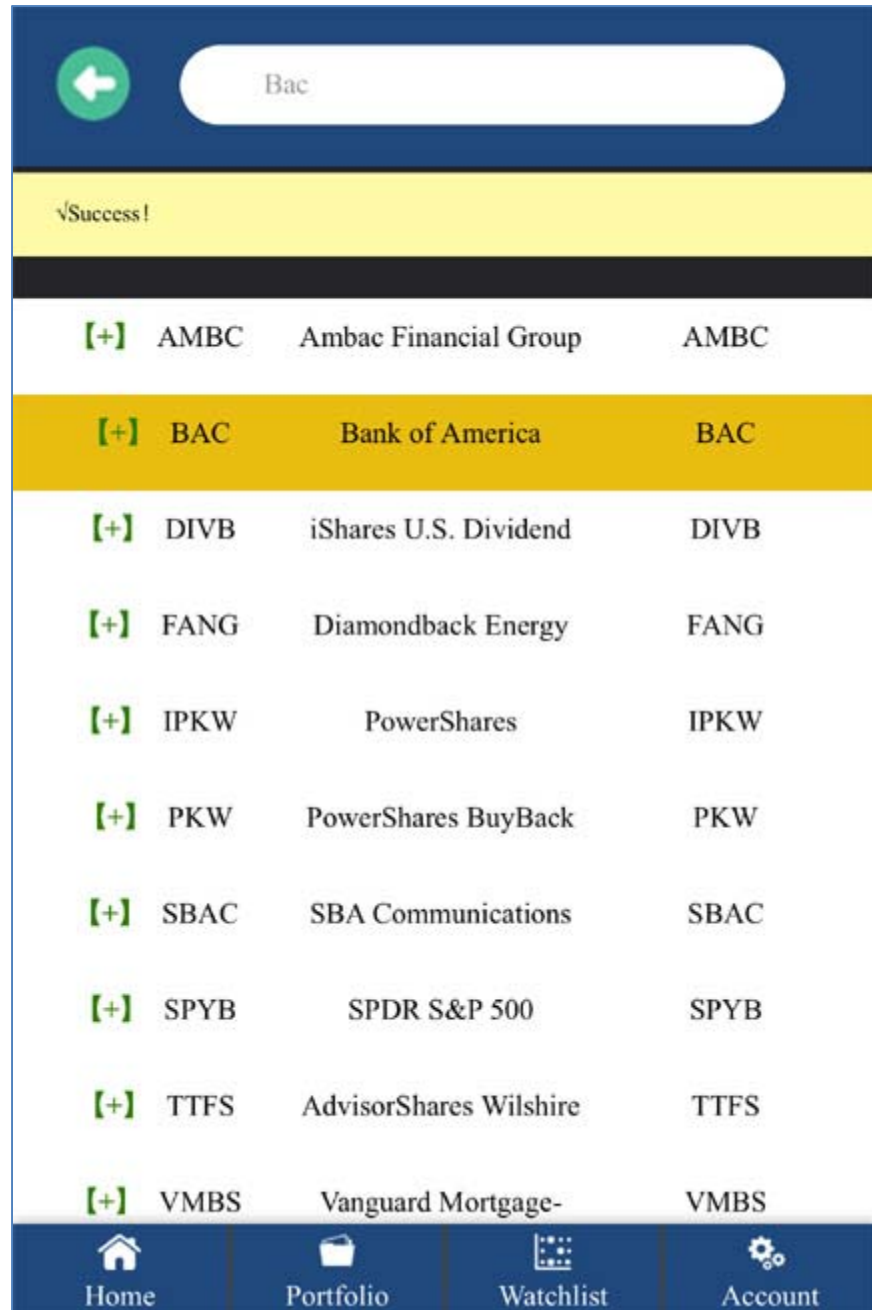 Bac
√Success!
【+】 AMBC Ambac Financial Group AMBC
【+】 BAC Bank of America BAC
【+】 DIVB iShares U.S. Dividend DIVB
【+】 FANG Diamondback Energy FANG
【+】 IPKW PowerShares IPKW
【+】 PKW PowerShares BuyBack PKW
【+】 SBAC SBA Communications SBAC
【+】 SPYB SPDR S&P 500 SPYB
【+】 TTFS AdvisorShares Wilshire TTFS
【+】 VMBS Vanguard Mortgage- VMBS
Home Portfolio Watchlist Account